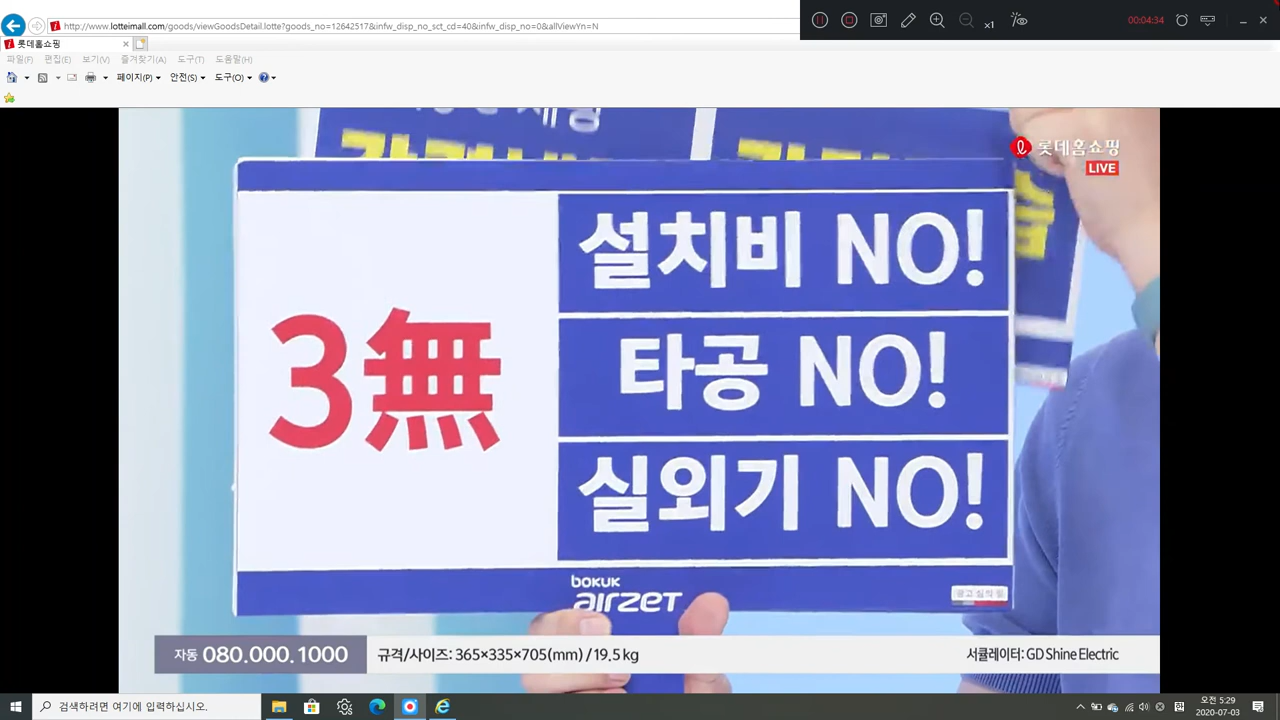 http://www.lotteimall.com/goods/viewGoodsDetail.lotte?goods_no=12642517&infw_disp_no_sct_cd=40&infw_disp_no=0&allViewYn=N
x1
00:04:34
롯데홈쇼핑
파일(F) 편집(E) 보기(V) 즐겨찾기(A) 도구(T) 도움말(H)
페이지(P) 안전(S) 도구(O)
롯데홈쇼핑
LIVE
3無
설치비 NO!
타공 NO!
실외기 NO!
bokuk
airzet
자동 080.000.1000
규격/사이즈: 365×335×705(mm) / 19.5 kg
서큘레이터: GD Shine Electric
검색하려면 여기에 입력하십시오.
오전 5:29
2020-07-03